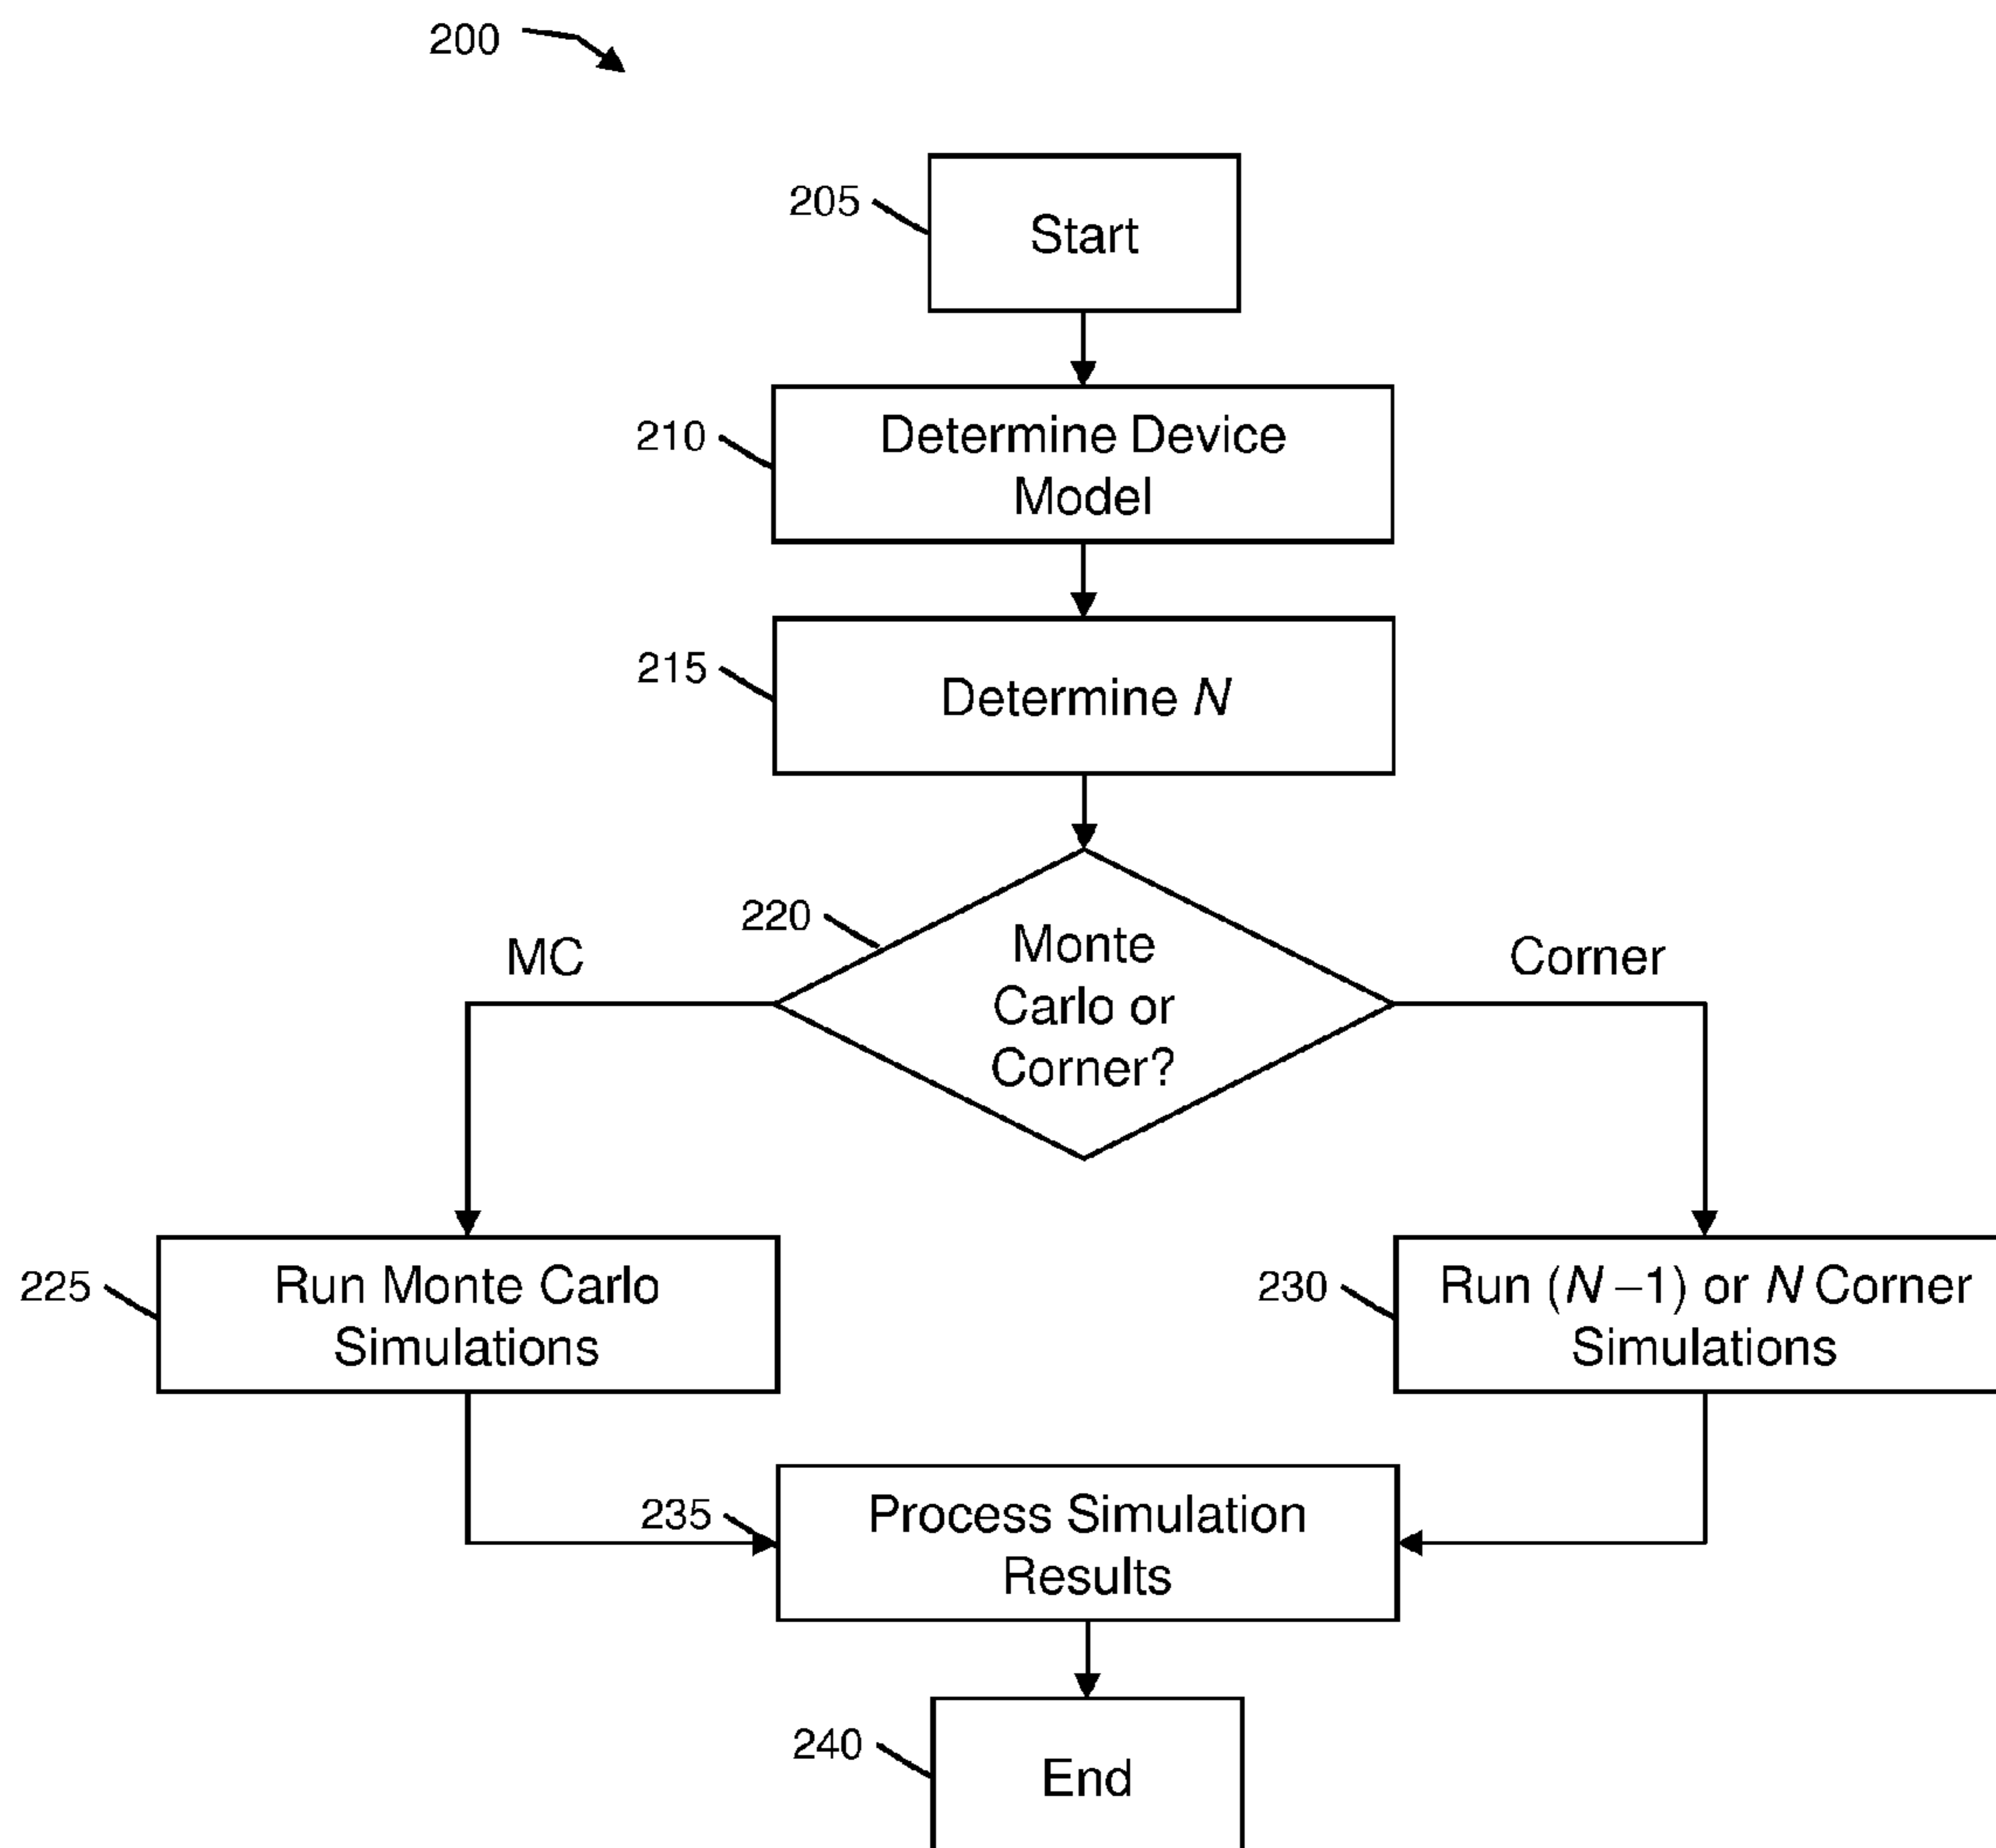 200
205
Start
210
Determine Device
Model
215
Determine N
220
Monte
Carlo or
Corner?
MC
Corner
225
Run Monte Carlo
Simulations
230
Run (N –1) or N Corner
Simulations
235
Process Simulation
Results
240
End